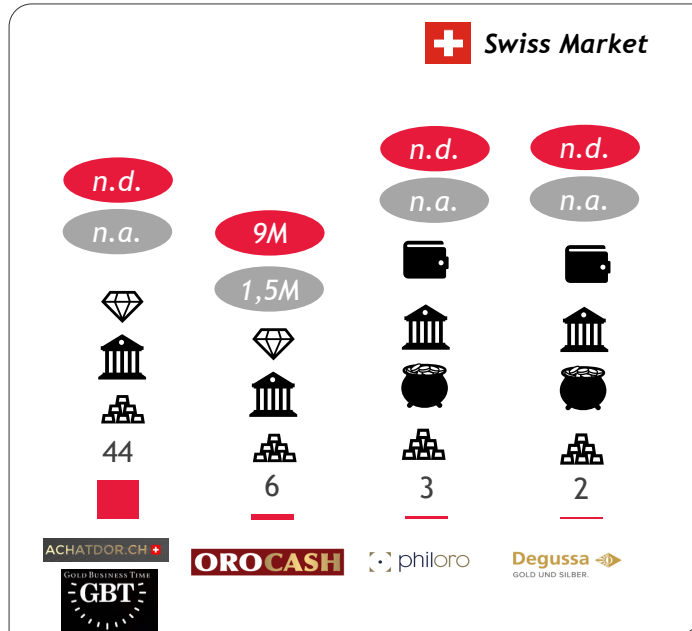 Swiss Market
n.d.
n.a.
44
ACHATDOR.CH
GOLD BUSINESS TIME
GBT
9M
1,5M
6
OROCASH
n.d.
n.a.
3
philoro
n.d.
n.a.
2
Degussa
GOLD UND SILBER.